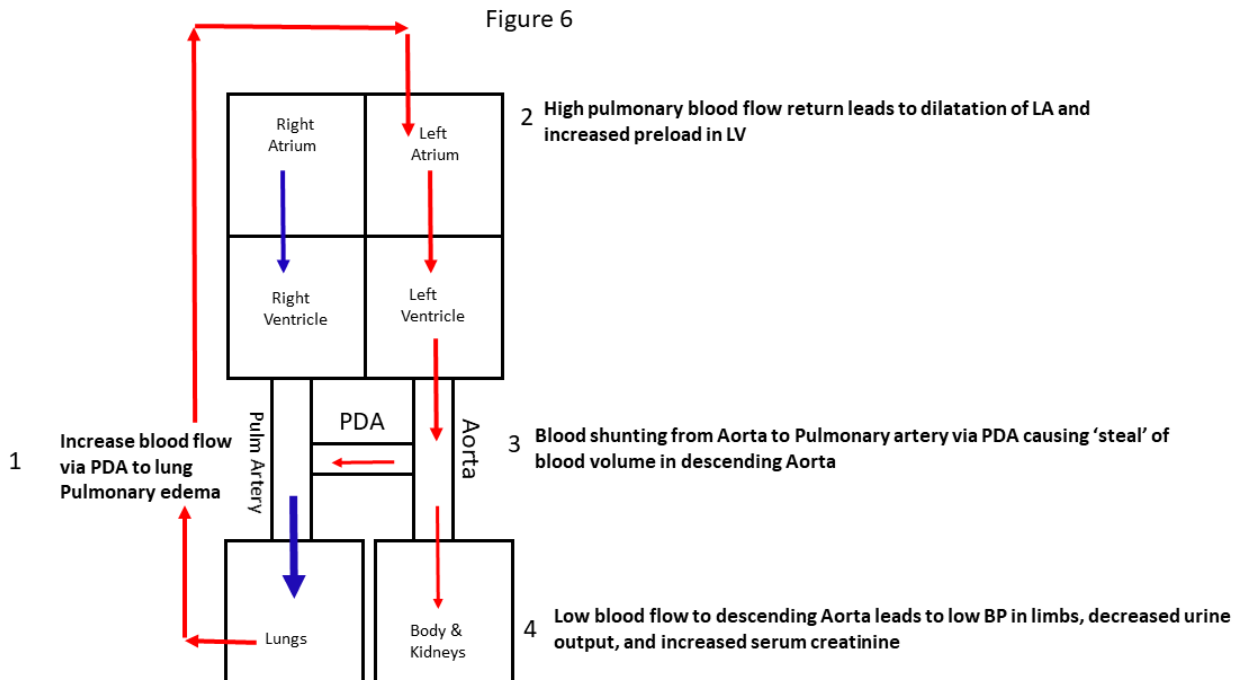 Figure 6
2
High pulmonary blood flow return leads to dilatation of LA and
increased preload in LV
Right
Atrium
Left
Atrium
Right
Ventricle
Left
Ventricle
1
Increase blood flow
via PDA to lung
Pulmonary edema
Pulm Artery
PDA
Aorta
3
Blood shunting from Aorta to Pulmonary artery via PDA causing ‘steal’ of
blood volume in descending Aorta
Lungs
Body &
Kidneys
4
Low blood flow to descending Aorta leads to low BP in limbs, decreased urine
output, and increased serum creatinine